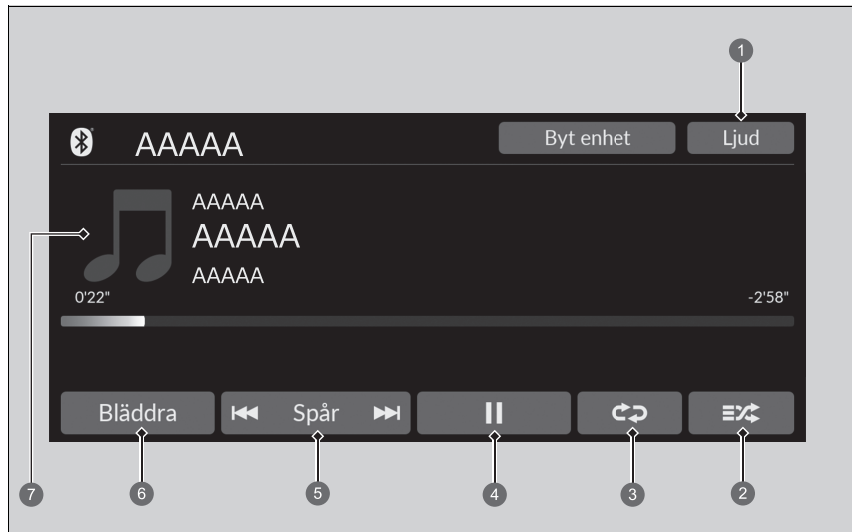 1
AAAAA
Byt enhet
Ljud
AAAAA
AAAAA
AAAAA
7
0'22"
-2'58"
Bläddra
Spår
6
5
4
3
2